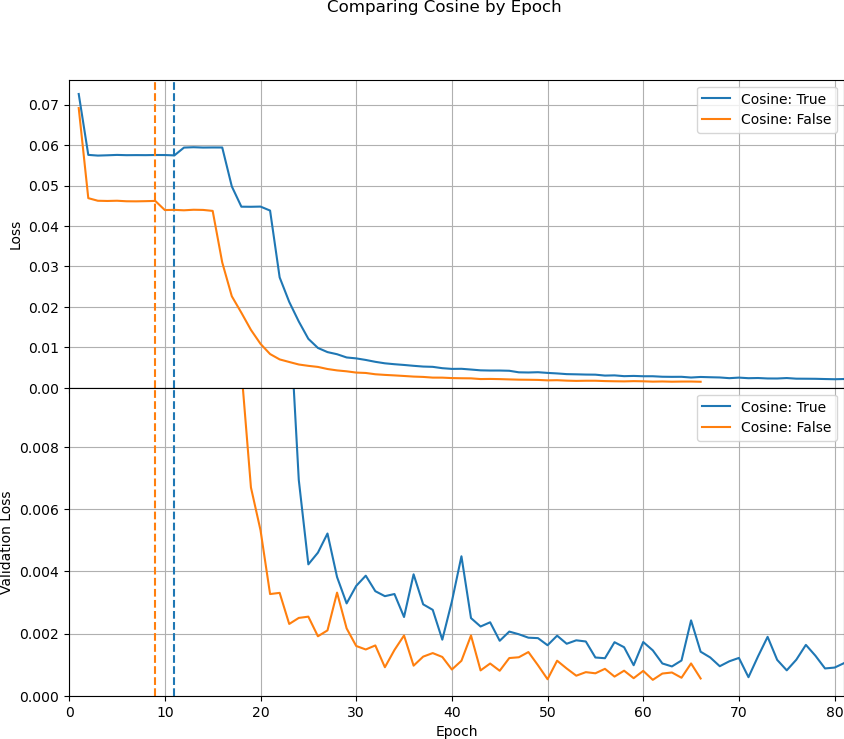 Comparing Cosine by Epoch
Cosine: True
Cosine: False
0.07
0.06
0.05
0.04
0.03
0.02
0.01
0.00
Loss
Cosine: True
Cosine: False
0.008
0.006
0.004
0.002
0.000
Validation Loss
0 10 20 30 40 50 60 70 80
Epoch